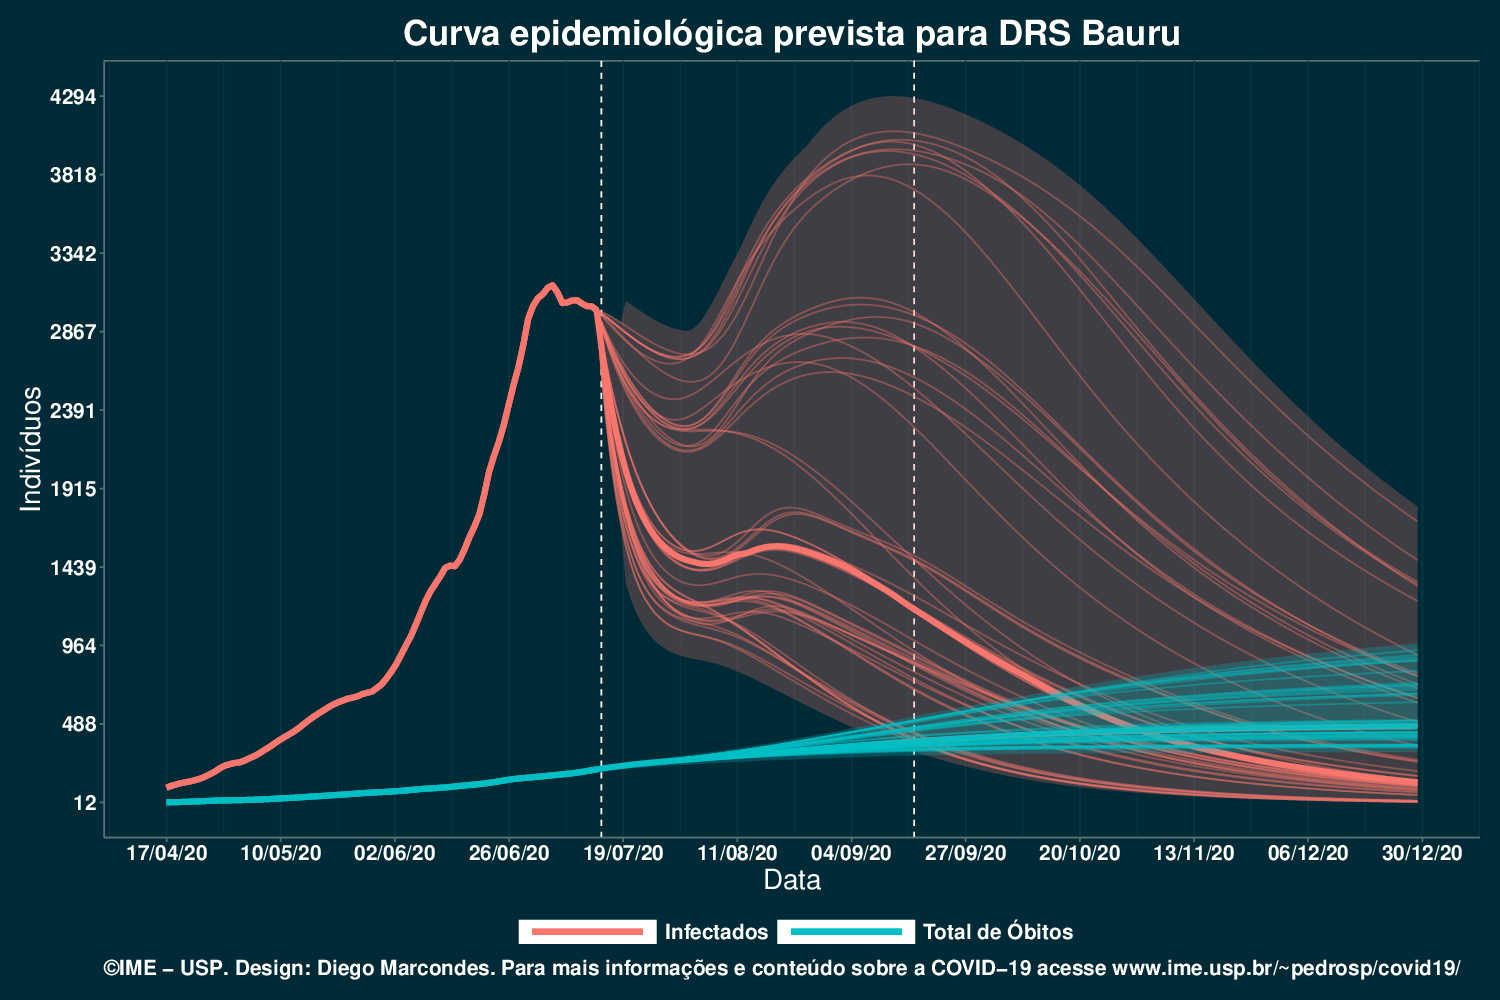 Curva epidemiológica prevista para DRS Bauru
4294
3818
3342
2867
2391
1915
1439
964
488
12
Indivíduos
17/04/20 10/05/20 02/06/20 26/06/20 19/07/20 11/08/20 04/09/20 27/09/20 20/10/20 13/11/20 06/12/20 30/12/20
Data
Infectados Total de Óbitos
©IME − USP. Design: Diego Marcondes. Para mais informações e conteúdo sobre a COVID−19 acesse www.ime.usp.br/~pedrosp/covid19/